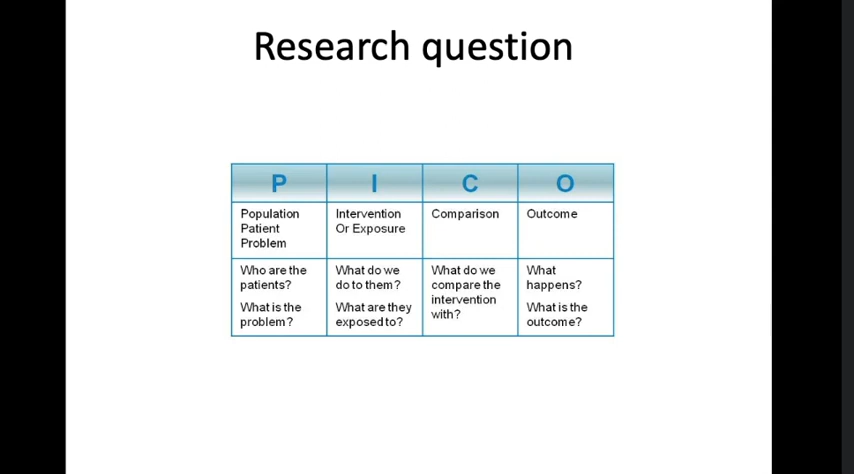 Research question
P I C O
Population
Patient
Problem
Intervention
Or Exposure
Comparison
Outcome
Who are the
patients?
What is the
problem?
What do we
do to them?
What are they
exposed to?
What do we
compare the
intervention
with?
What
happens?
What is the
outcome?